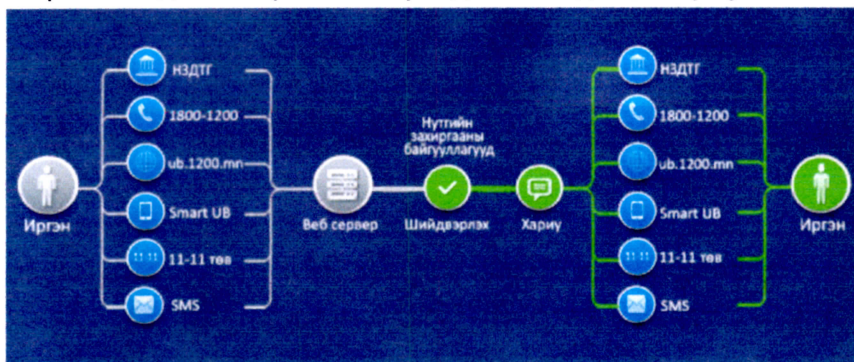 Иргэн
НЗДТГ
1800-1200
ub.1200.mn
Smart UB
11-11 төв
SMS
Веб сервер
Нутгийн
захиргааны
байгууллагууд
Шийдвэрлэх
Хариу
НЗДТГ
1800-1200
ub.1200.mn
Smart UB
11-11 төв
SMS
Иргэн